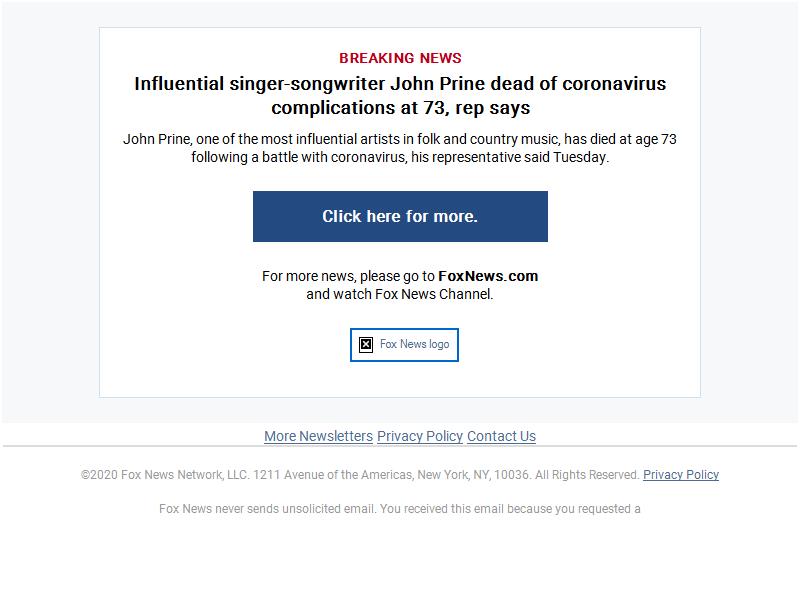 BREAKING NEWS
Influential singer-songwriter John Prine dead of coronavirus
complications at 73, rep says
John Prine, one of the most influential artists in folk and country music, has died at age 73
following a battle with coronavirus, his representative said Tuesday.
Click here for more.
For more news, please go to FoxNews.com
and watch Fox News Channel.
Fox News logo
More Newsletters Privacy Policy Contact Us
©2020 Fox News Network, LLC. 1211 Avenue of the Americas, New York, NY, 10036. All Rights Reserved. Privacy Policy
Fox News never sends unsolicited email. You received this email because you requested a